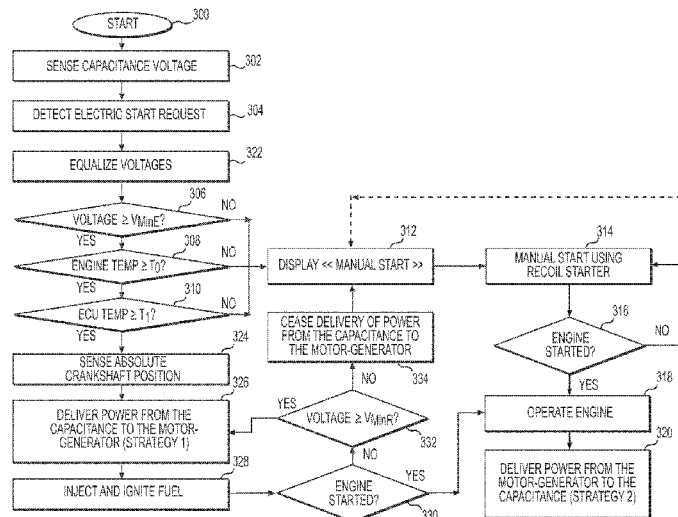 START
300
SENSE CAPACITANCE VOLTAGE
302
DETECT ELECTRIC START REQUEST
304
EQUALIZE VOLTAGES
322
306
VOLTAGE ≥ VMinE?
NO
YES
308
ENGINE TEMP ≥ T0?
NO
YES
310
ECU TEMP ≥ T1?
NO
YES
324
SENSE ABSOLUTE
CRANKSHAFT POSITION
326
DELIVER POWER FROM THE
CAPACITANCE TO THE MOTOR-
GENERATOR (STRATEGY 1)
328
INJECT AND IGNITE FUEL
312
DISPLAY << MANUAL START >>
CEASE DELIVERY OF POWER
FROM THE CAPACITANCE TO
THE MOTOR-GENERATOR
334
NO
YES
VOLTAGE ≥ VMinR?
332
NO
YES
ENGINE
STARTED?
330
314
MANUAL START USING
RECOIL STARTER
316
ENGINE
STARTED?
NO
YES
318
OPERATE ENGINE
320
DELIVER POWER FROM THE
MOTOR-GENERATOR TO THE
CAPACITANCE (STRATEGY 2)